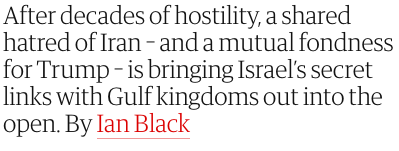 After decades of hostility, a shared
hatred of Iran – and a mutual fondness
for Trump – is bringing Israel's secret
links with Gulf kingdoms out into the
open. By Ian Black